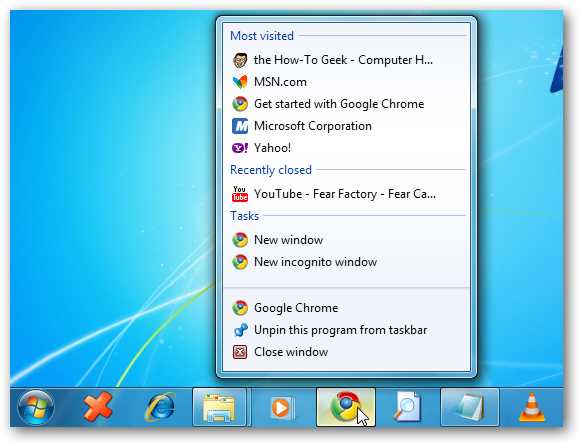 Most visited
the How-To Geek - Computer H...
MSN.com
Get started with Google Chrome
Microsoft Corporation
Yahoo!
Recently closed
You Tube
YouTube - Fear Factory - Fear Ca...
Tasks
New window
New incognito window
Google Chrome
Unpin this program from taskbar
Close window